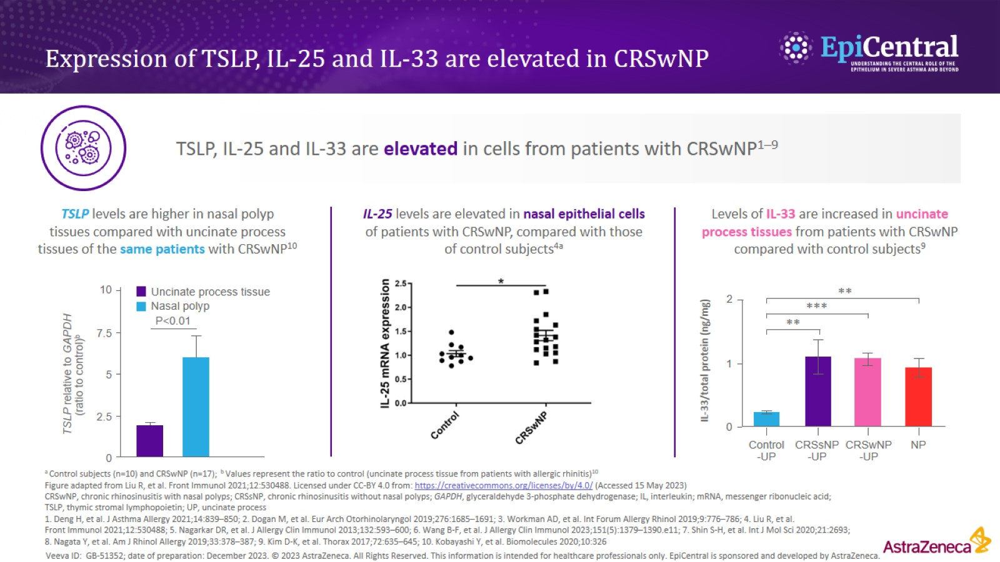 Expression of TSLP, IL-25 and IL-33 are elevated in CRSwNP
EpiCentral
UNDERSTANDING THE CENTRAL ROLE OF THE
EPITHELIUM IN SEVERE ASTHMA AND BEYOND
TSLP, IL-25 and IL-33 are elevated in cells from patients with CRSwNP1–9
TSLP levels are higher in nasal polyp
tissues compared with uncinate process
tissues of the same patients with CRSwNP10
10
7.5
5
2.5
0
TSLP relative to GAPDH
(ratio to control)b
Uncinate process tissue
Nasal polyp
P<0.01
IL-25 levels are elevated in nasal epithelial cells
of patients with CRSwNP, compared with those
of control subjects4a
IL-25 mRNA expression
2.5
2.0
1.5
1.0
0.5
0.0
*
Control
CRSwNP
Levels of IL-33 are increased in uncinate
process tissues from patients with CRSwNP
compared with control subjects9
IL-33/total protein (ng/mg)
2
1
0
**
***
**
Control
-UP
CRSsNP
-UP
CRSwNP
-UP
NP
a Control subjects (n=10) and CRSwNP (n=17); b Values represent the ratio to control (uncinate process tissue from patients with allergic rhinitis)10
Figure adapted from Liu R, et al. Front Immunol 2021;12:530488. Licensed under CC-BY 4.0 from: https://creativecommons.org/licenses/by/4.0/ (Accessed 15 May 2023)
CRSwNP, chronic rhinosinusitis with nasal polyps; CRSsNP, chronic rhinosinusitis without nasal polyps; GAPDH, glyceraldehyde 3-phosphate dehydrogenase; IL, interleukin; mRNA, messenger ribonucleic acid;
TSLP, thymic stromal lymphopoietin; UP, uncinate process
1. Deng H, et al. J Asthma Allergy 2021;14:839–850; 2. Dogan M, et al. Eur Arch Otorhinolaryngol 2019;276:1685–1691; 3. Workman AD, et al. Int Forum Allergy Rhinol 2019;9:776–786; 4. Liu R, et al.
Front Immunol 2021;12:530488; 5. Nagarkar DR, et al. J Allergy Clin Immunol 2013;132:593–600; 6. Wang B-F, et al. J Allergy Clin Immunol 2023;151(5):1379–1390.e11; 7. Shin S-H, et al. Int J Mol Sci 2020;21:2693;
8. Nagata Y, et al. Am J Rhinol Allergy 2019;33:378–387; 9. Kim D-K, et al. Thorax 2017;72:635–645; 10. Kobayashi Y, et al. Biomolecules 2020;10:326
Veeva ID: GB-51352; date of preparation: December 2023. © 2023 AstraZeneca. All Rights Reserved. This information is intended for healthcare professionals only. EpiCentral is sponsored and developed by AstraZeneca.
AstraZeneca